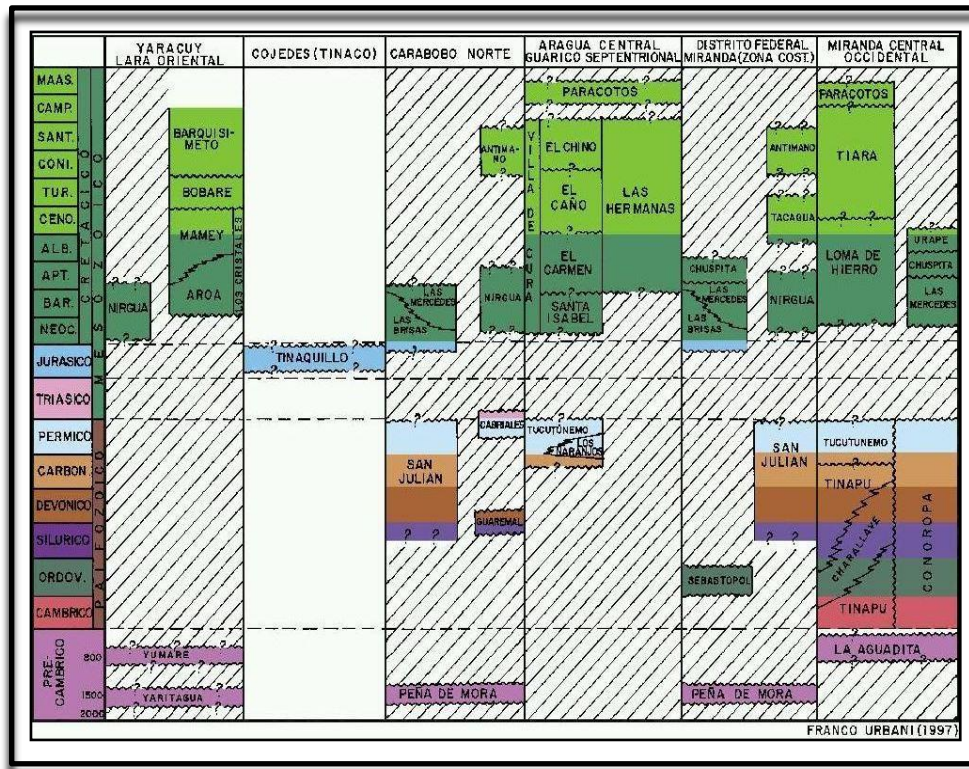 YARACUY
LARA ORIENTAL
COJEDES (TINACO)
CARABOBO NORTE
ARAGUA CENTRAL
GUARICO SEPTENTRIONAL
DISTRITO FEDERAL
MIRANDA (ZONA COST.)
MIRANDA CENTRAL
OCCIDENTAL
MAAS.
CAMP.
SANT.
CONI.
TUR.
CENO.
ALB.
APT.
BAR.
NEOC.
JURASICO
TRIASICO
PERMICO
CARBON
DEVONICO
SILURICO
ORDOV.
CAMBRICO
PRE-
CAMBRICO
800
1500
2000
CRETACICO
MESOZOICO
PALEOZOICO
BARQUISI-
METO
BOBARE
MAMEY
AROA
LOS CRISTALES
NIRGUA
YUMARE
YARITAGUA
TINAQUILLO
ANTIMA-
NO
LAS
MERCEDES
LAS BRISAS
NIRGUA
CABRIALES
SAN
JULIAN
GUAREMAL
PEÑA DE MORA
PARACOTOS
VILLA DE CURA
EL CHINO
EL
CAÑO
EL
CARMEN
SANTA
ISABEL
LAS
HERMANAS
TUCUTÚNEMO
LOS
NARANJOS
ANTIMANO
TACAGUA
CHUSPITA
LAS
MERCEDES
LAS
BRISAS
NIRGUA
SAN
JULIAN
SEBASTOPOL
PEÑA DE MORA
PARACOTOS
TIARA
LOMA DE
HIERRO
URAPE
CHUSPITA
LAS
MERCEDES
TUCUTUNEMO
TINAPU
CHARALLAVE
TINAPU
CONOROPA
LA AGUADITA
FRANCO URBANI (1997)